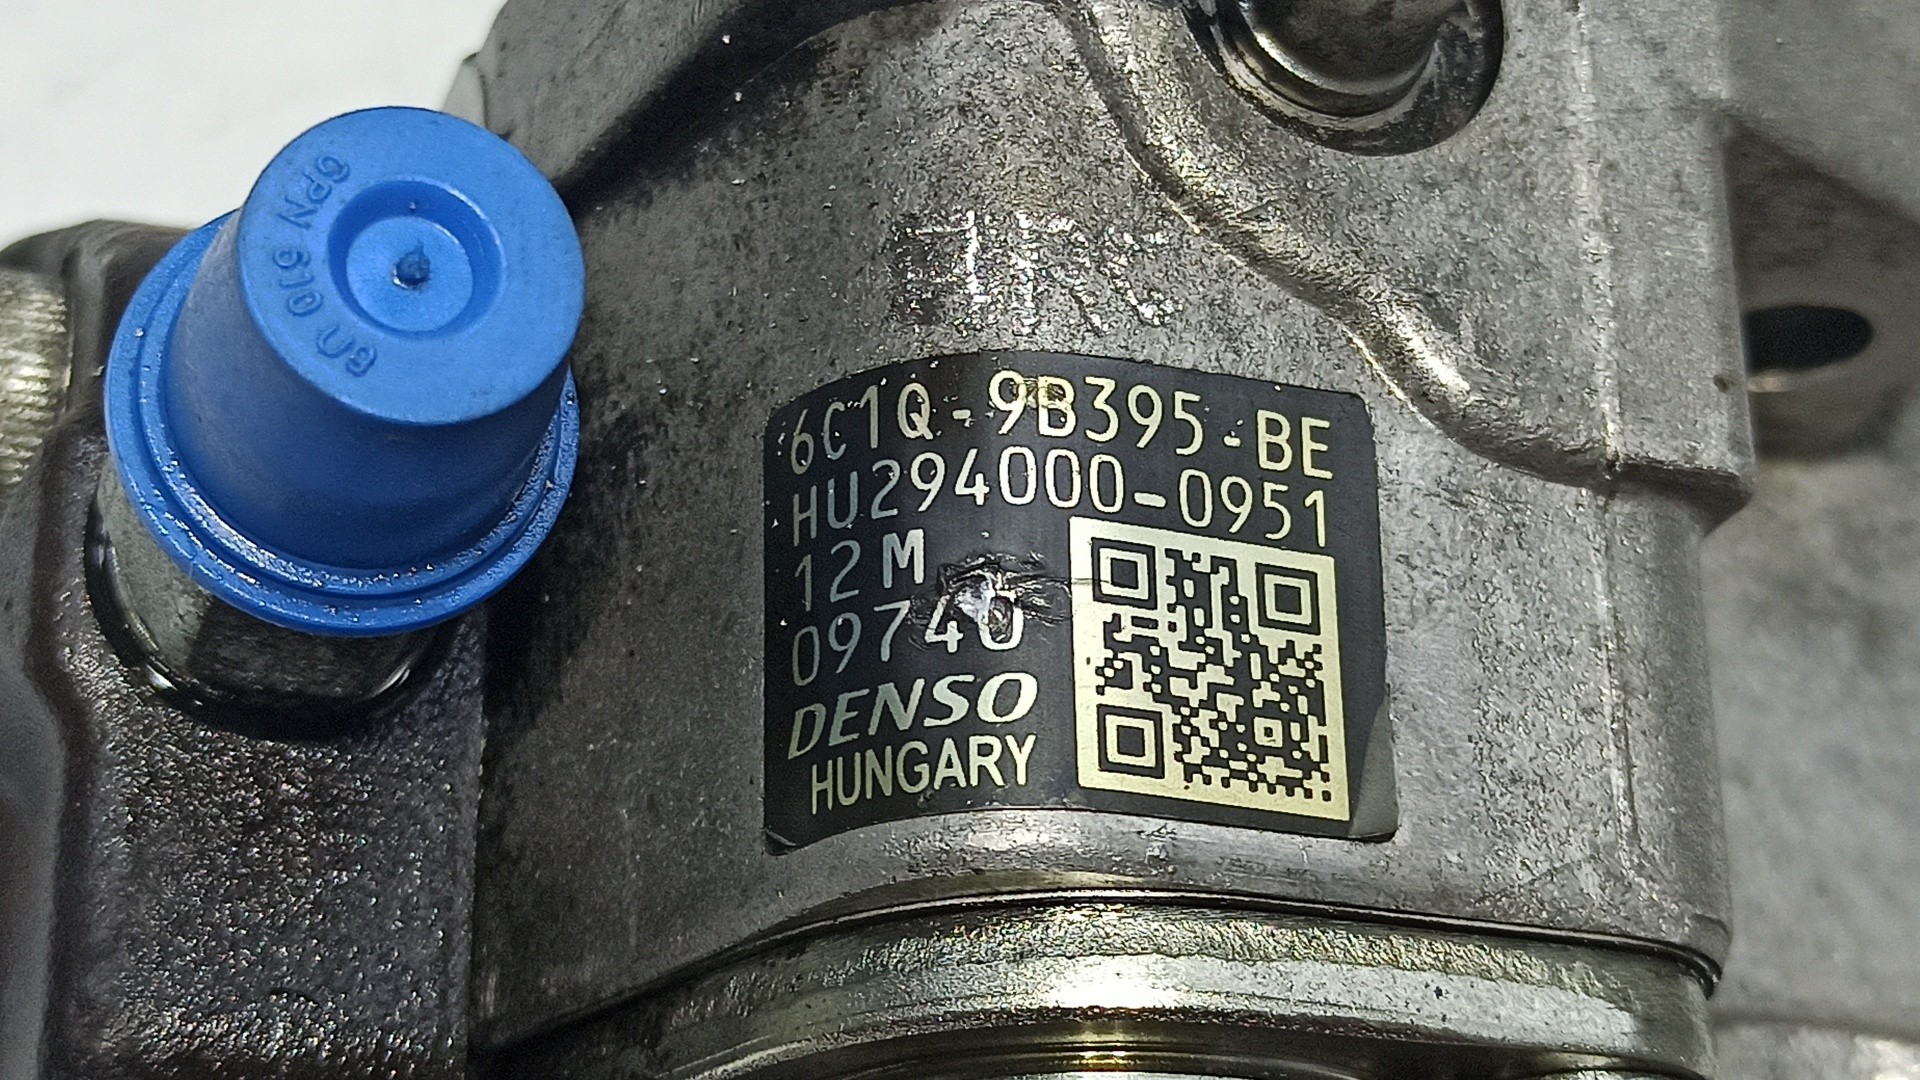 6C1Q-9B395-BE
HU294000-0951
12M
09740
DENSO
HUNGARY